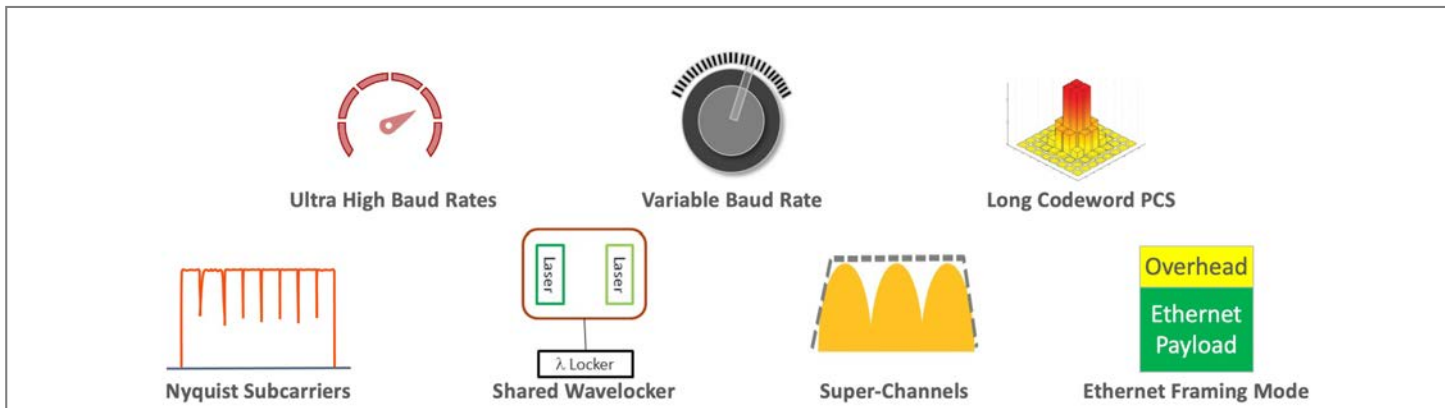 Ultra High Baud Rates
Variable Baud Rate
Long Codeword PCS
Laser
Laser
λ Locker
Overhead
Ethernet
Payload
Nyquist Subcarriers
Shared Wavelocker
Super-Channels
Ethernet Framing Mode